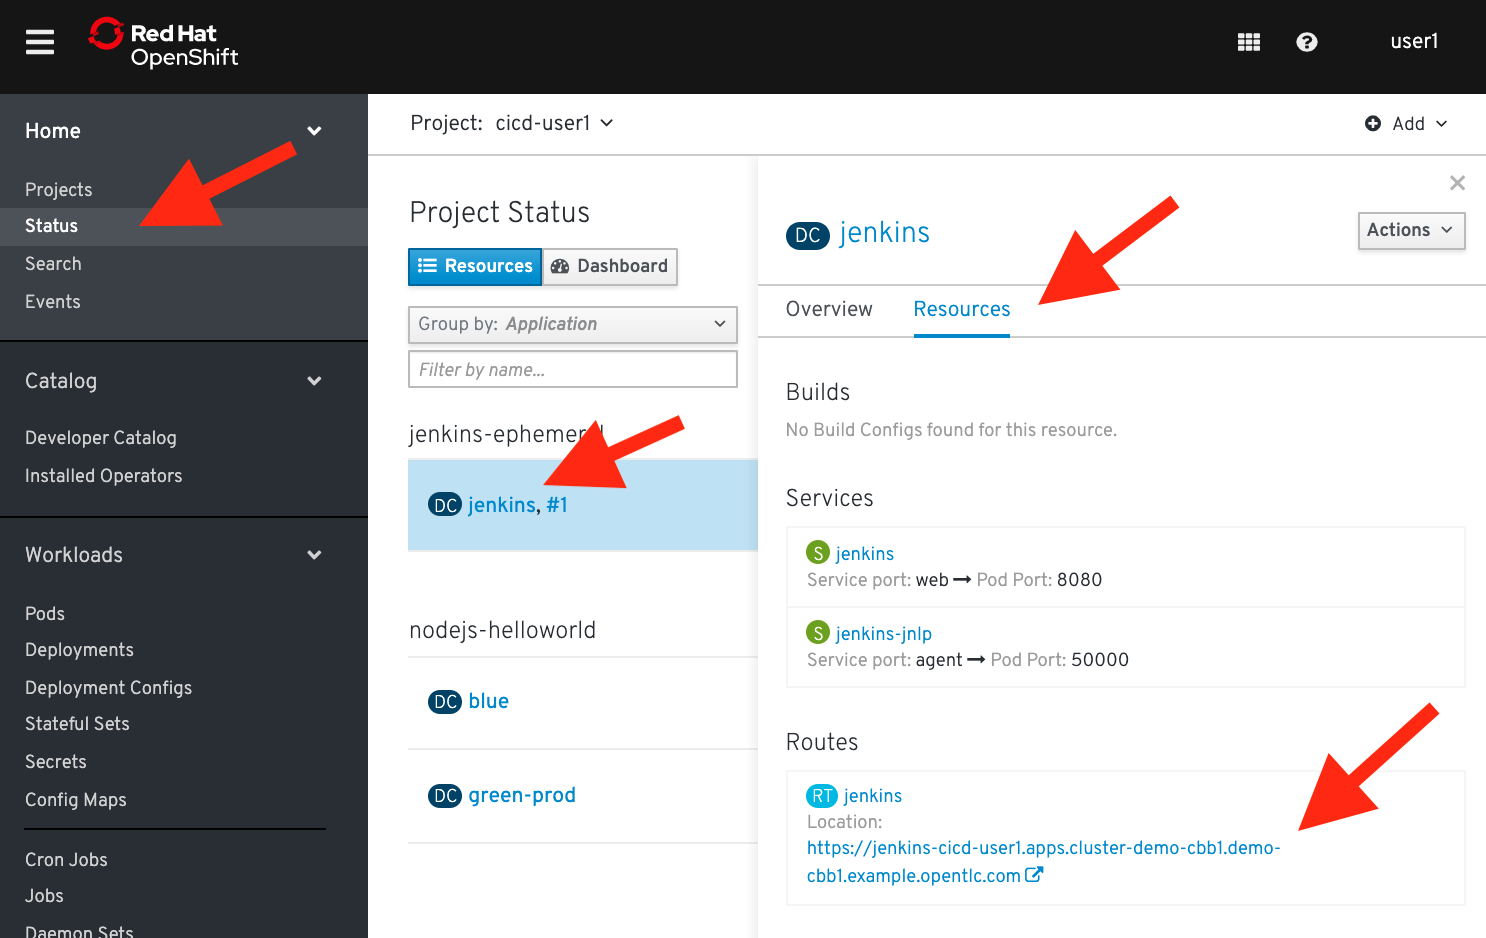 Red Hat
OpenShift
user1
Home
Projects
Status
Search
Events
Catalog
Developer Catalog
Installed Operators
Workloads
Pods
Deployments
Deployment Configs
Stateful Sets
Secrets
Config Maps
Cron Jobs
Jobs
Daemon Sets
Project: cicd-user1
Add
Project Status
Resources
Dashboard
Group by: Application
Filter by name...
DC jenkins, #1
nodejs-helloworld
DC blue
DC green-prod
DC jenkins
Actions
Overview
Resources
Builds
No Build Configs found for this resource.
Services
S jenkins
Service port: web → Pod Port: 8080
S jenkins-jnlp
Service port: agent → Pod Port: 50000
Routes
RT jenkins
Location:
https://jenkins-cicd-user1.apps.cluster-demo-cbb1.demo-
cbb1.example.opentlc.com